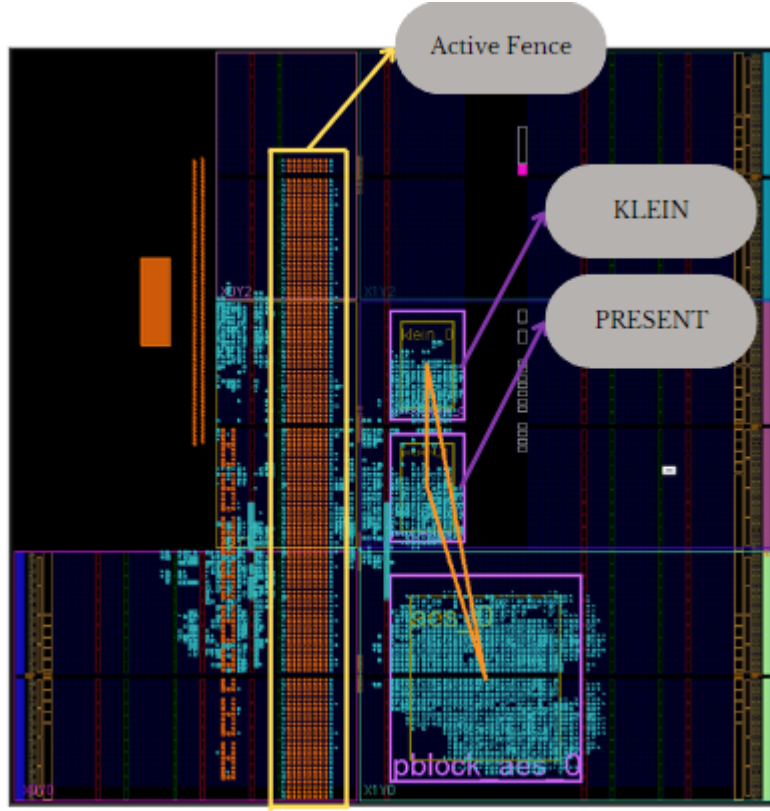 Active Fence
KLEIN
X0Y2
X1Y2
PRESENT
klein_0
aes_0
pblock_aes_0
X0Y0
X1Y0